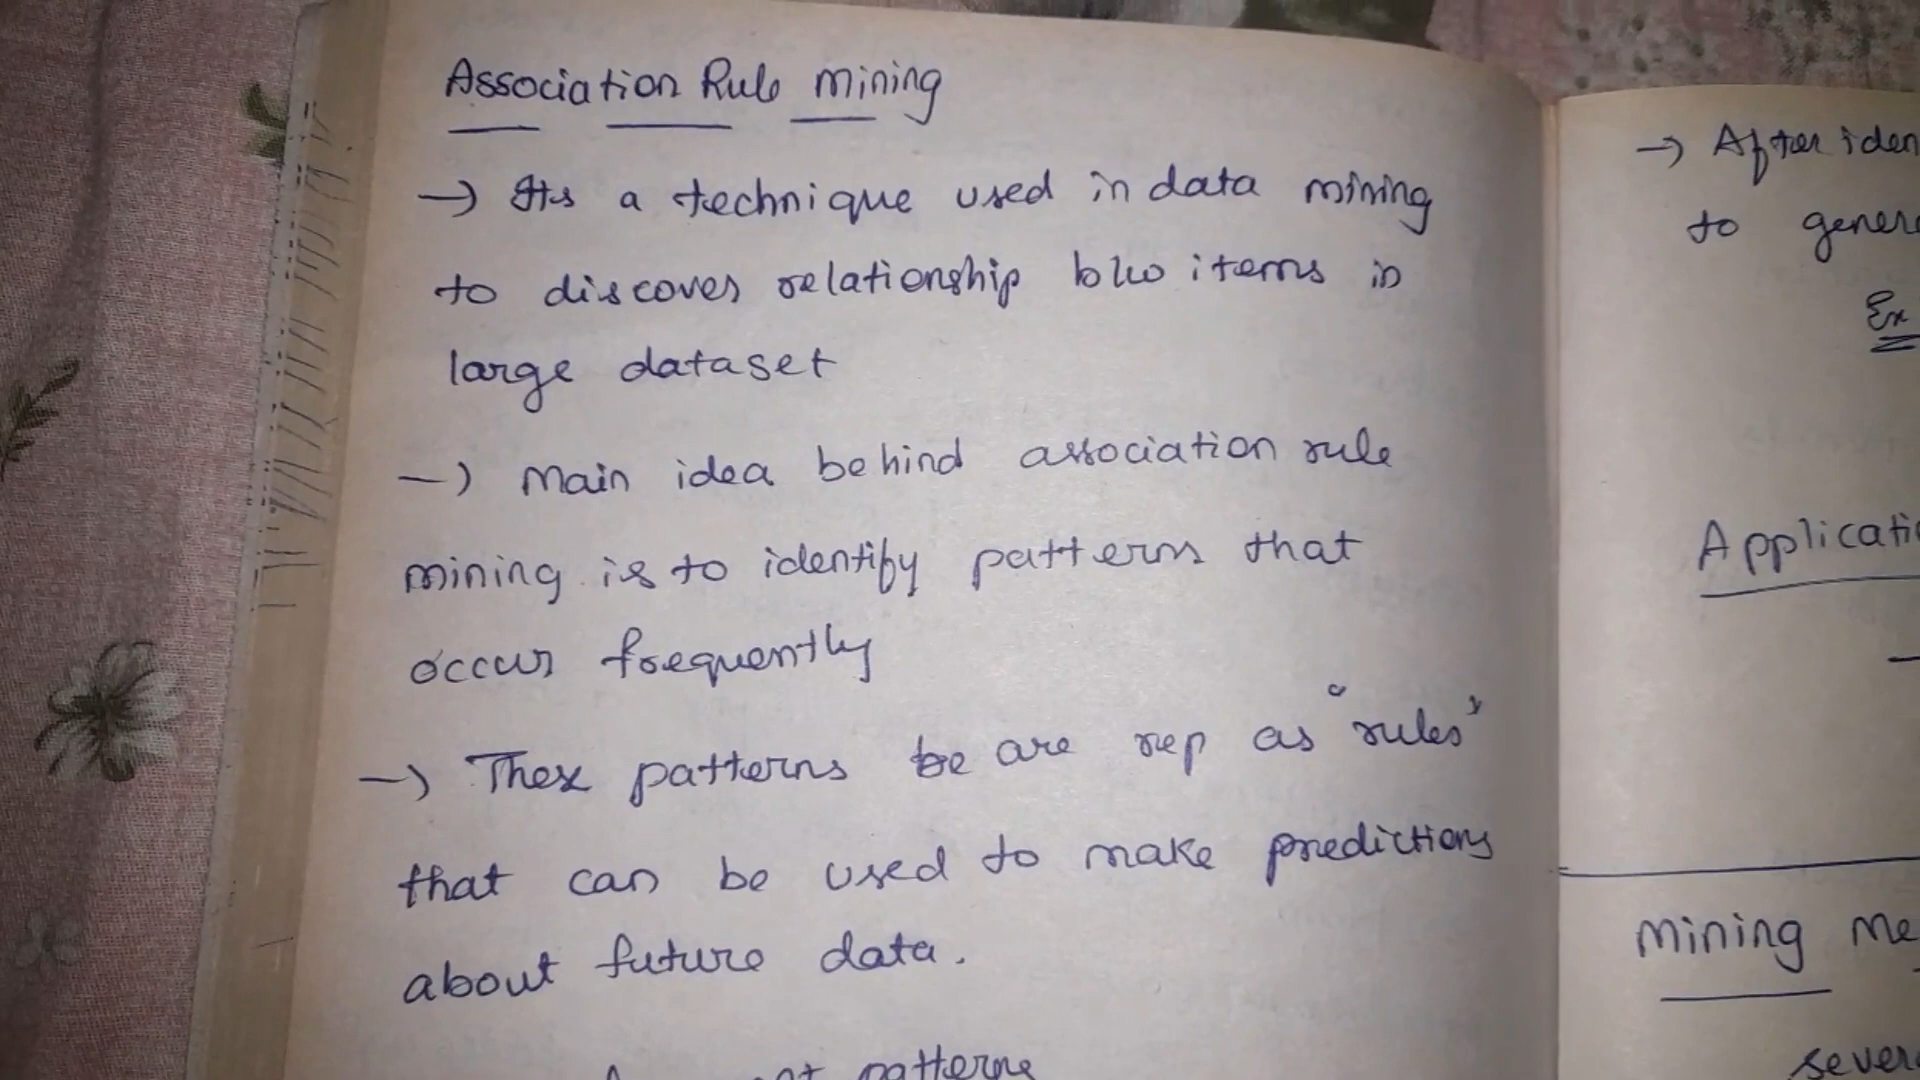 Association Rule mining
→ Its a technique used in data mining
to discover relationship b/w items in
large dataset
→ Main idea behind association rule
mining is to identify patterns that
occur frequently
→ These patterns be are rep as "rules"
that can be used to make predictions
about future data.
patterns
→ After iden
to gener
Ex
Applicati
Mining Me
sever